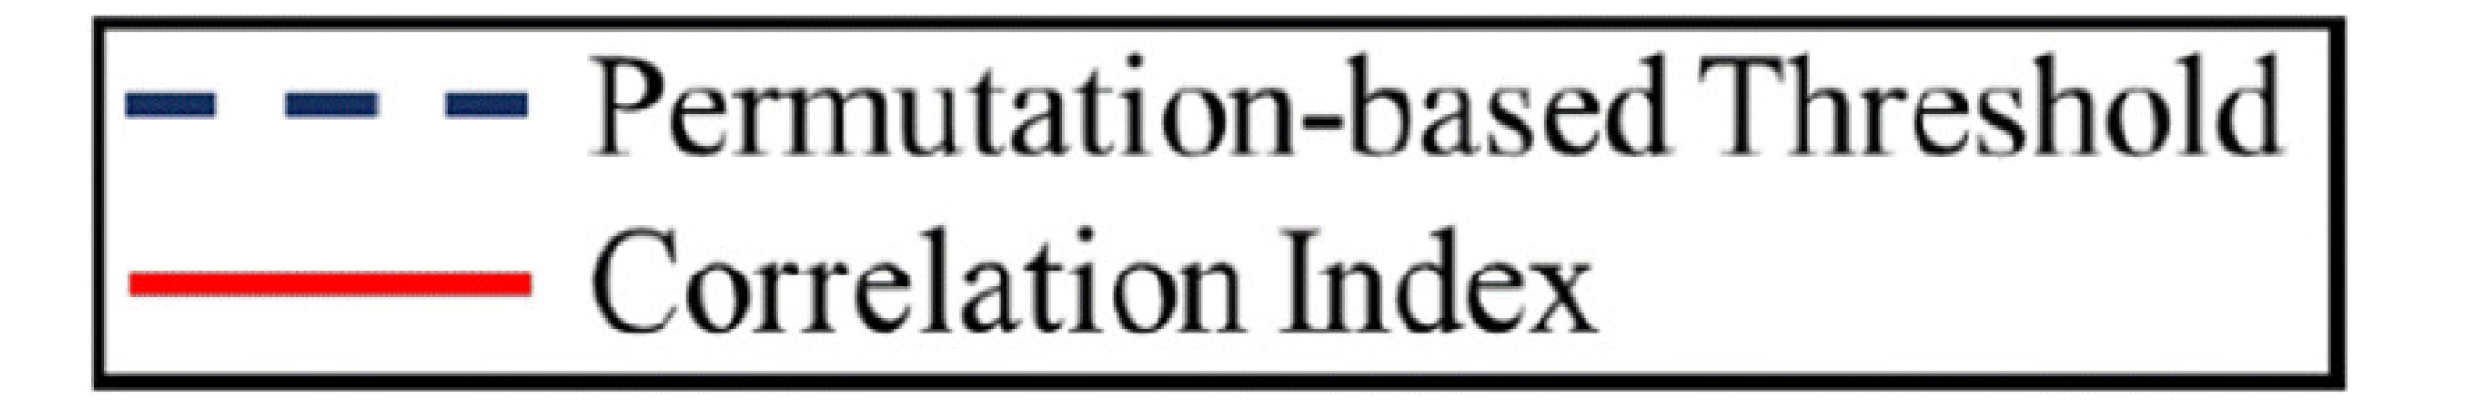 Permutation-based Threshold
Correlation Index